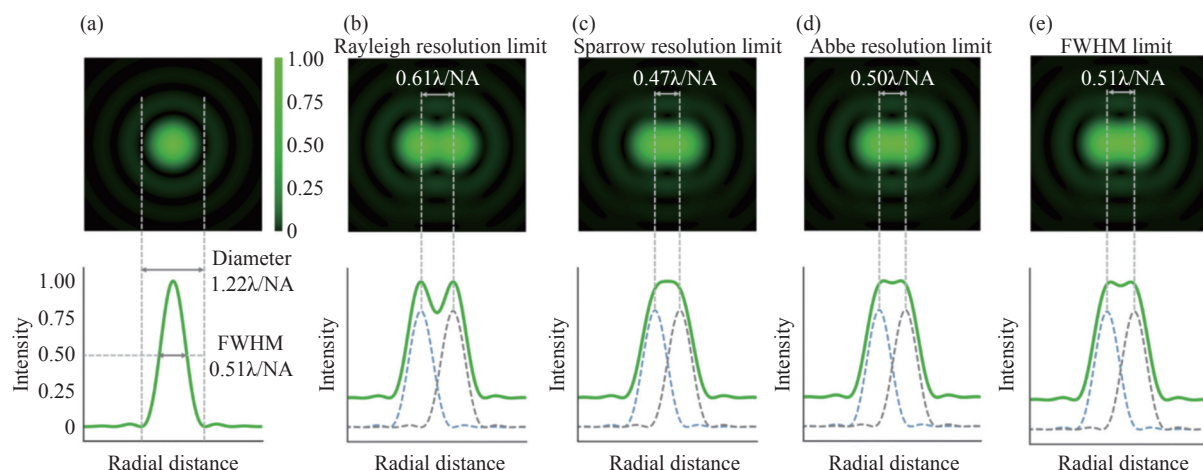 (a)
(b)
Rayleigh resolution limit
0.61λ/NA
(c)
Sparrow resolution limit
0.47λ/NA
(d)
Abbe resolution limit
0.50λ/NA
(e)
FWHM limit
0.51λ/NA
1.00
0.75
0.50
0.25
0
Diameter
1.22λ/NA
FWHM
0.51λ/NA
1.00
0.75
0.50
0.25
0
Intensity
Radial distance
Intensity
Radial distance
Intensity
Radial distance
Intensity
Radial distance
Intensity
Radial distance